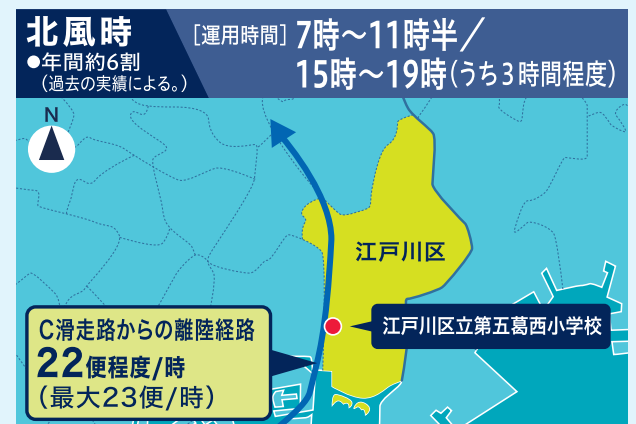 北風時
●年間約6割
（過去の実績による。）
［運用時間］7時〜11時半／
15時〜19時（うち3時間程度）
N
江戸川区
江戸川区立第五葛西小学校
C滑走路からの離陸経路
22便程度/時
（最大23便/時）